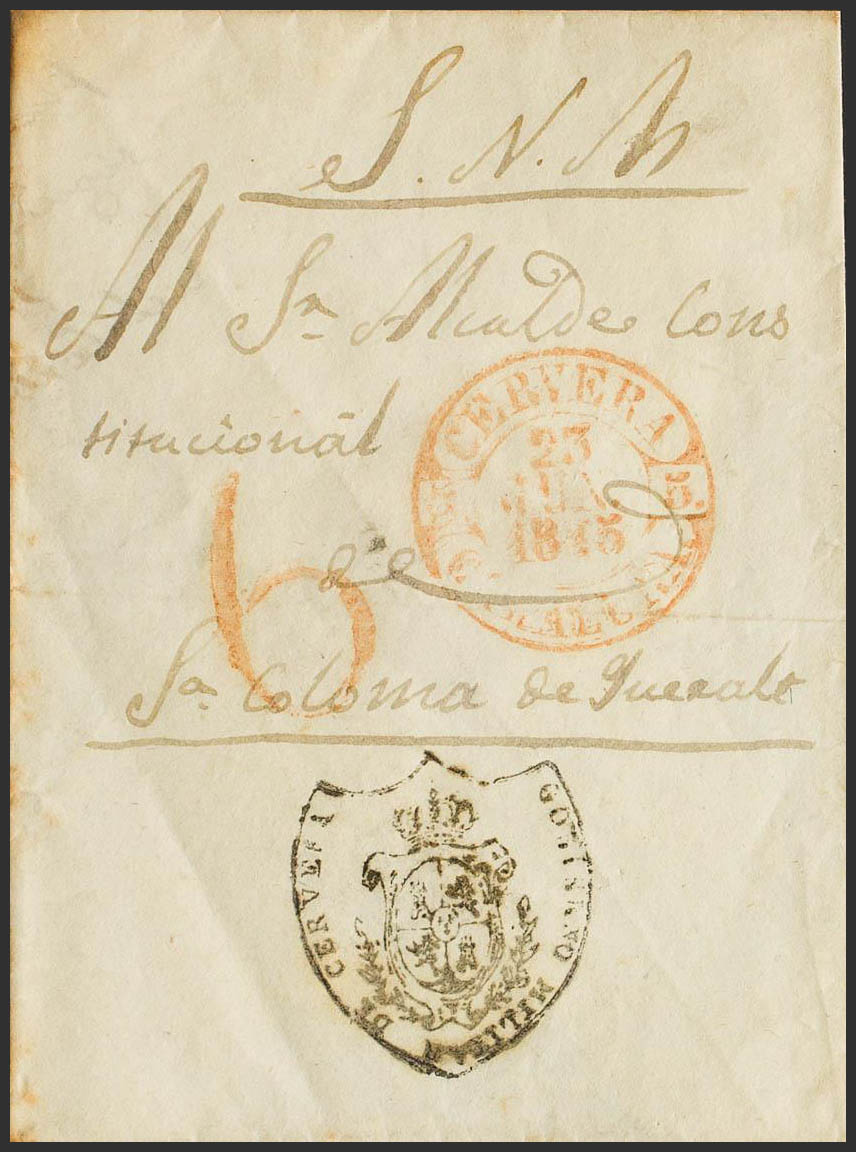 S. N. M
Al Sr Alcalde Cons
titucional
CERVERA
23
JUN
1845
CATALUÑA
6
de
Sa Coloma de Queralt
GOBIERNO MILITAR DE CERVERA